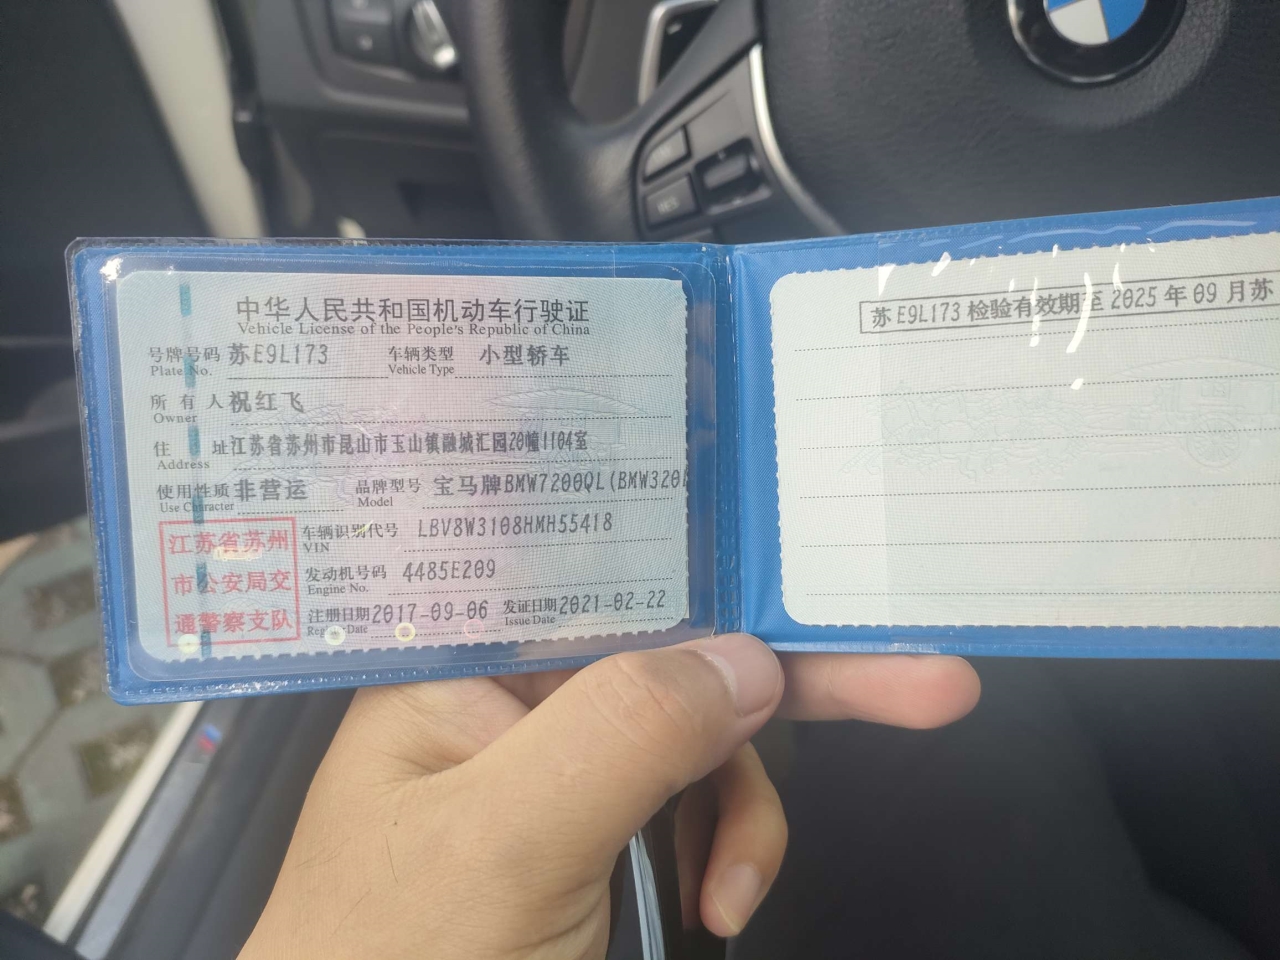 中华人民共和国机动车行驶证
Vehicle License of the People's Republic of China
号牌号码 苏E9L173 车辆类型 小型轿车
Plate No. Vehicle Type
所有人 祝红飞
Owner
住址 江苏省苏州市昆山市玉山镇融城汇园20幢1104室
Address
使用性质 非营运 品牌型号 宝马牌BMW7200QL(BMW320
Use Character Model
江苏省苏州
市公安局交
通警察支队
车辆识别代号 LBV8W3108HMH55418
VIN
发动机号码 4485E209
Engine No.
注册日期 2017-09-06 发证日期 2021-02-22
Register Date Issue Date
苏E9L173 检验有效期至 2025年09月苏
RES